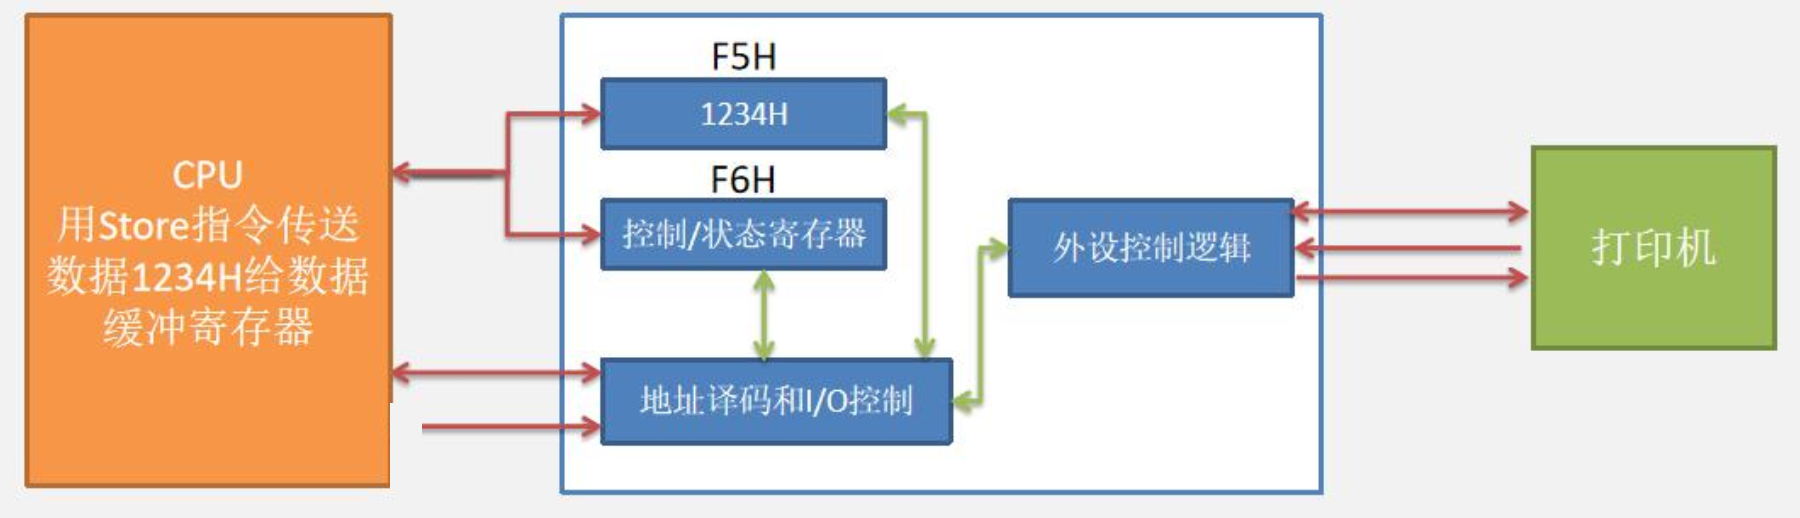 CPU
用Store指令传送
数据1234H给数据
缓冲寄存器
F5H
1234H
F6H
控制/状态寄存器
地址译码和I/O控制
外设控制逻辑
打印机